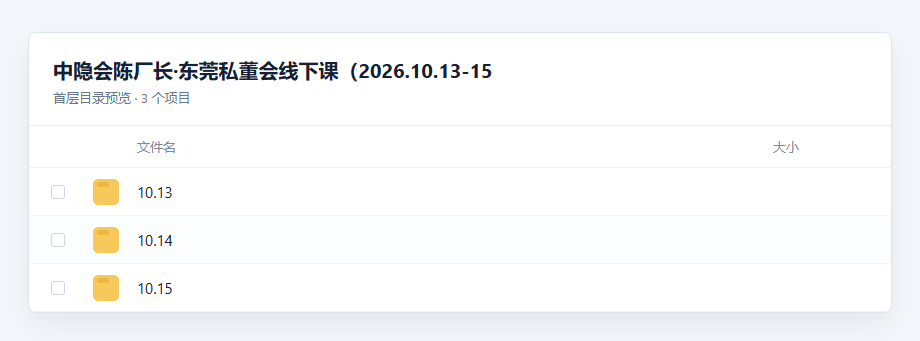 中隐会陈厂长·东莞私董会线下课（2026.10.13-15
首层目录预览 · 3 个项目
文件名 大小
10.13
10.14
10.15